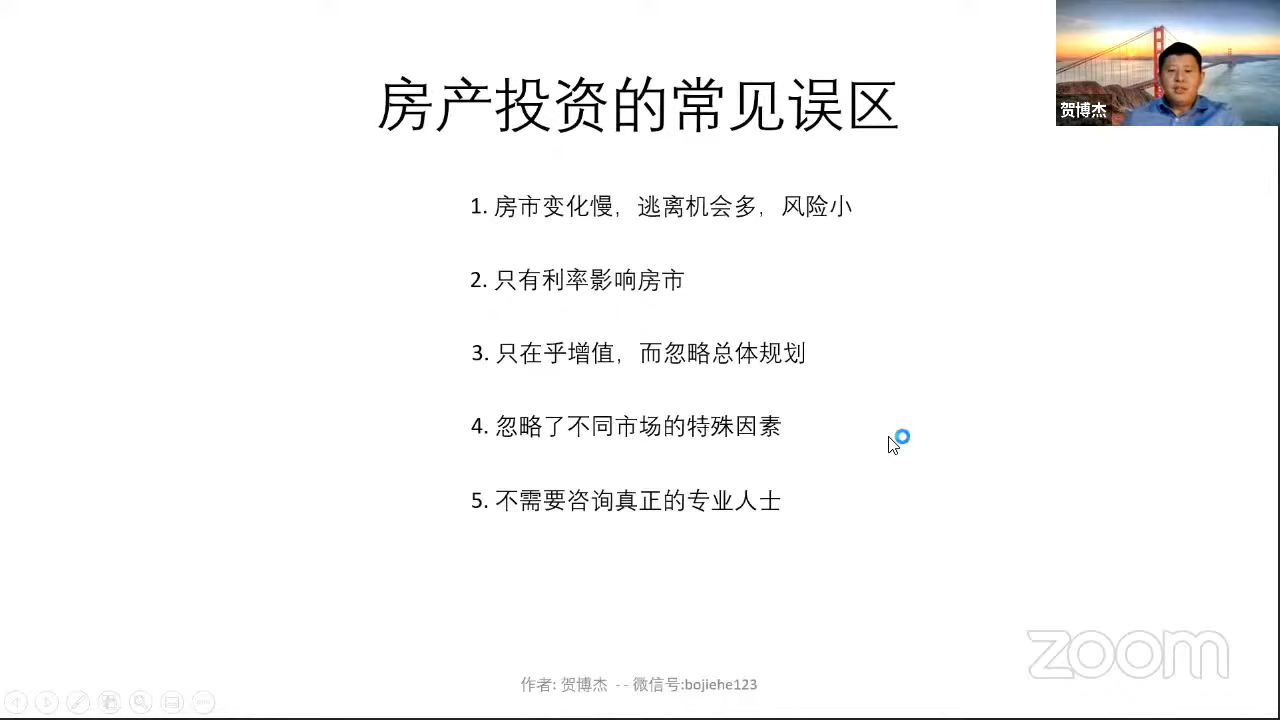 房产投资的常见误区
贺博杰
1. 房市变化慢，逃离机会多，风险小
2. 只有利率影响房市
3. 只在乎增值，而忽略总体规划
4. 忽略了不同市场的特殊因素
5. 不需要咨询真正的专业人士
zoom
作者: 贺博杰 -- 微信号:bojiehe123